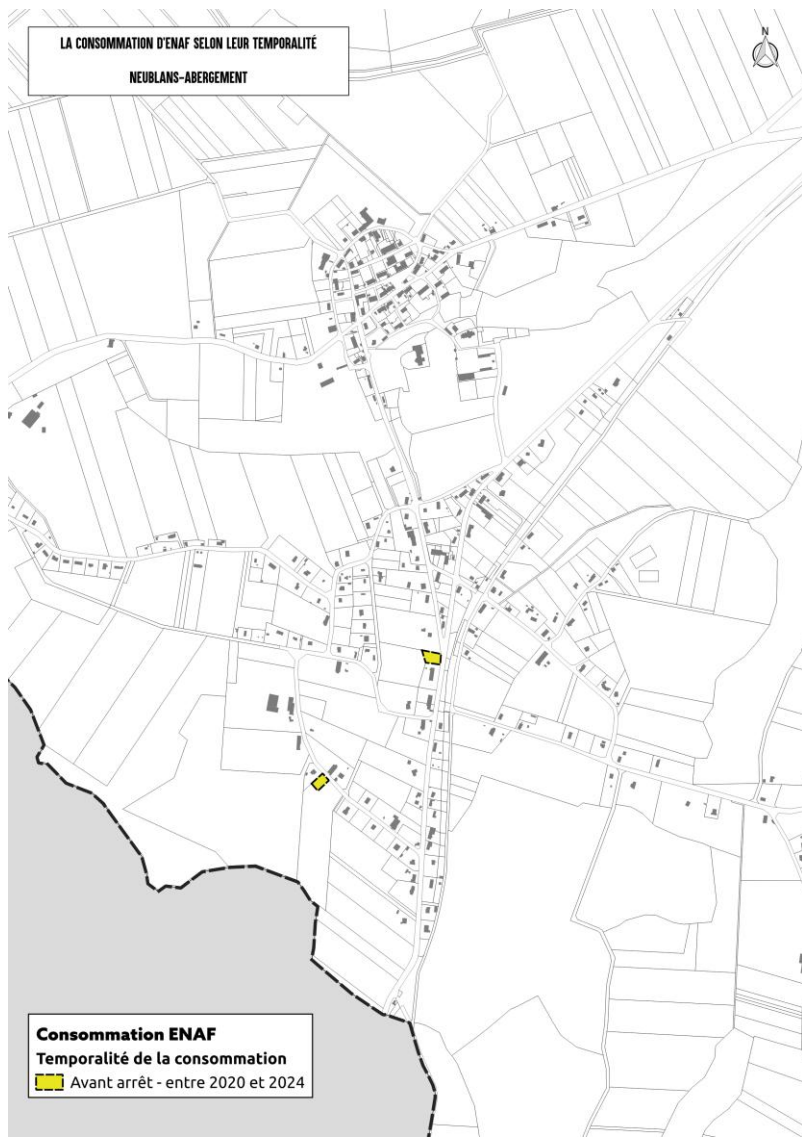 LA CONSOMMATION D'ENAF SELON LEUR TEMPORALITÉ
NEUBLANS-ABERGEMENT
N
Consommation ENAF
Temporalité de la consommation
Avant arrêt - entre 2020 et 2024